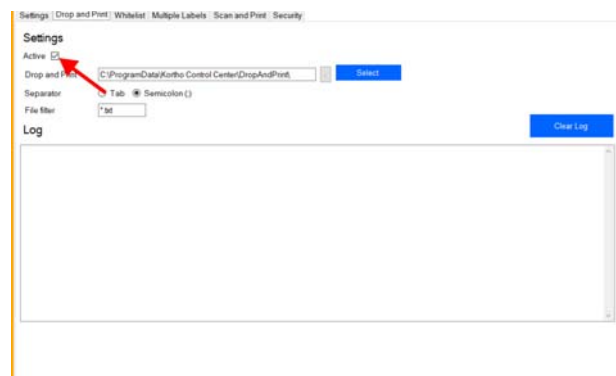 Settings Drop and Print Whitelist Multiple Labels Scan and Print Security
Settings
Active
Drop and Print C:\ProgramData\Kortho Control Center\DropAndPrint\ Select
Separator Tab Semicolon (;)
File filter *.txt
Log Clear Log